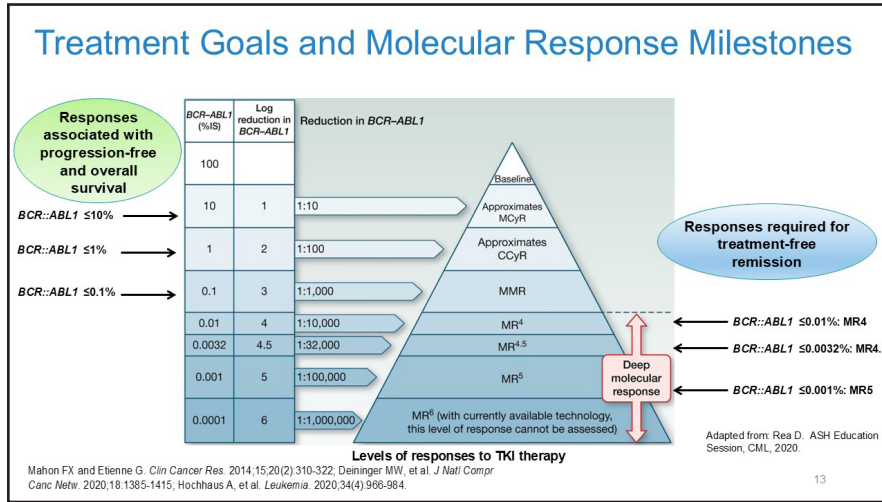 Treatment Goals and Molecular Response Milestones
Responses
associated with
progression-free
and overall
survival
BCR::ABL1 ≤10%
BCR::ABL1 ≤1%
BCR::ABL1 ≤0.1%
BCR–ABL1
(%IS)
Log
reduction in
BCR–ABL1
Reduction in BCR–ABL1
100
Baseline
10 1 1:10
Approximates
MCyR
1 2 1:100
Approximates
CCyR
0.1 3 1:1,000 MMR
0.01 4 1:10,000 MR⁴
0.0032 4.5 1:32,000 MR⁴·⁵
0.001 5 1:100,000 MR⁵
0.0001 6 1:1,000,000
MR⁶ (with currently available technology,
this level of response cannot be assessed)
Deep
molecular
response
Responses required for
treatment-free
remission
BCR::ABL1 ≤0.01%: MR4
BCR::ABL1 ≤0.0032%: MR4.
BCR::ABL1 ≤0.001%: MR5
Adapted from: Rea D. ASH Education
Session, CML, 2020.
Levels of responses to TKI therapy
Mahon FX and Etienne G. Clin Cancer Res. 2014;15;20(2):310-322; Deininger MW, et al. J Natl Compr
Canc Netw. 2020;18:1385-1415; Hochhaus A, et al. Leukemia. 2020;34(4):966-984.
13